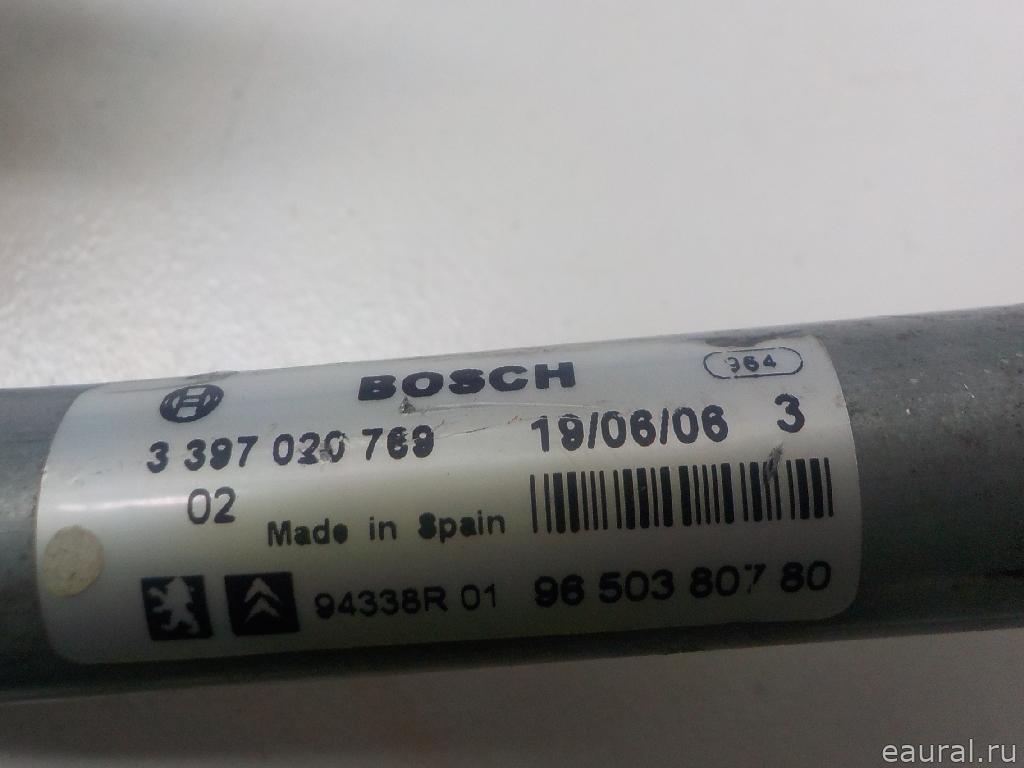 BOSCH 364
3 397 020 769 19/06/06 3
02 Made in Spain
94338R 01 96 503 807 80
eaural.ru